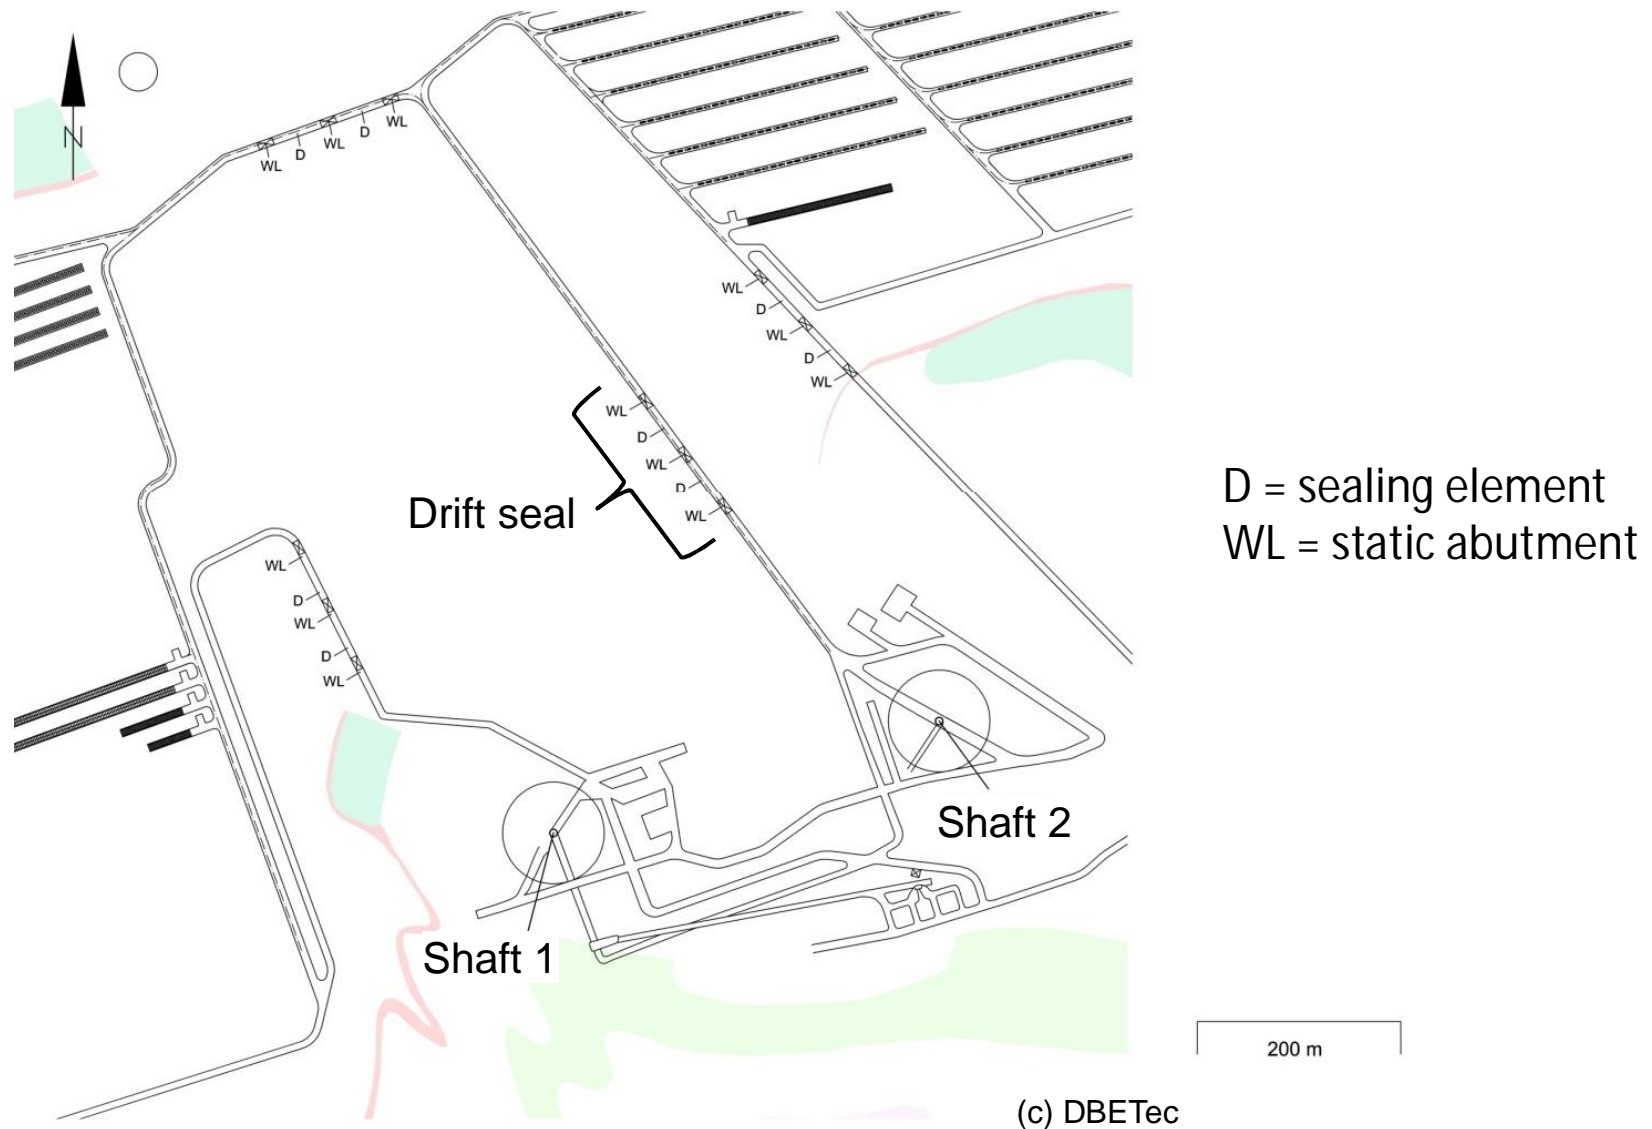 N
WL
D
WL
D
WL
WL
D
WL
D
WL
WL
D
WL
D
WL
Drift seal
D = sealing element
WL = static abutment
WL
D
WL
D
WL
Shaft 2
Shaft 1
200 m
(c) DBETec